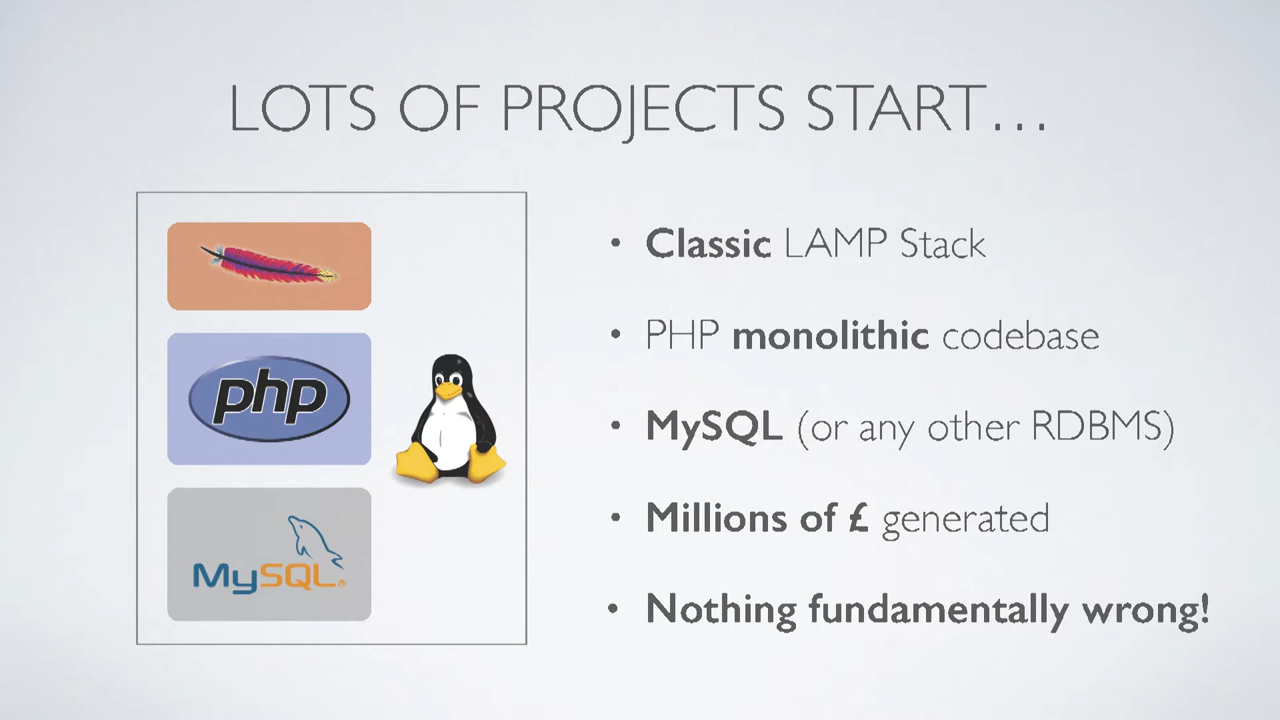 LOTS OF PROJECTS START…
php
MySQL®
• Classic LAMP Stack
• PHP monolithic codebase
• MySQL (or any other RDBMS)
• Millions of £ generated
• Nothing fundamentally wrong!